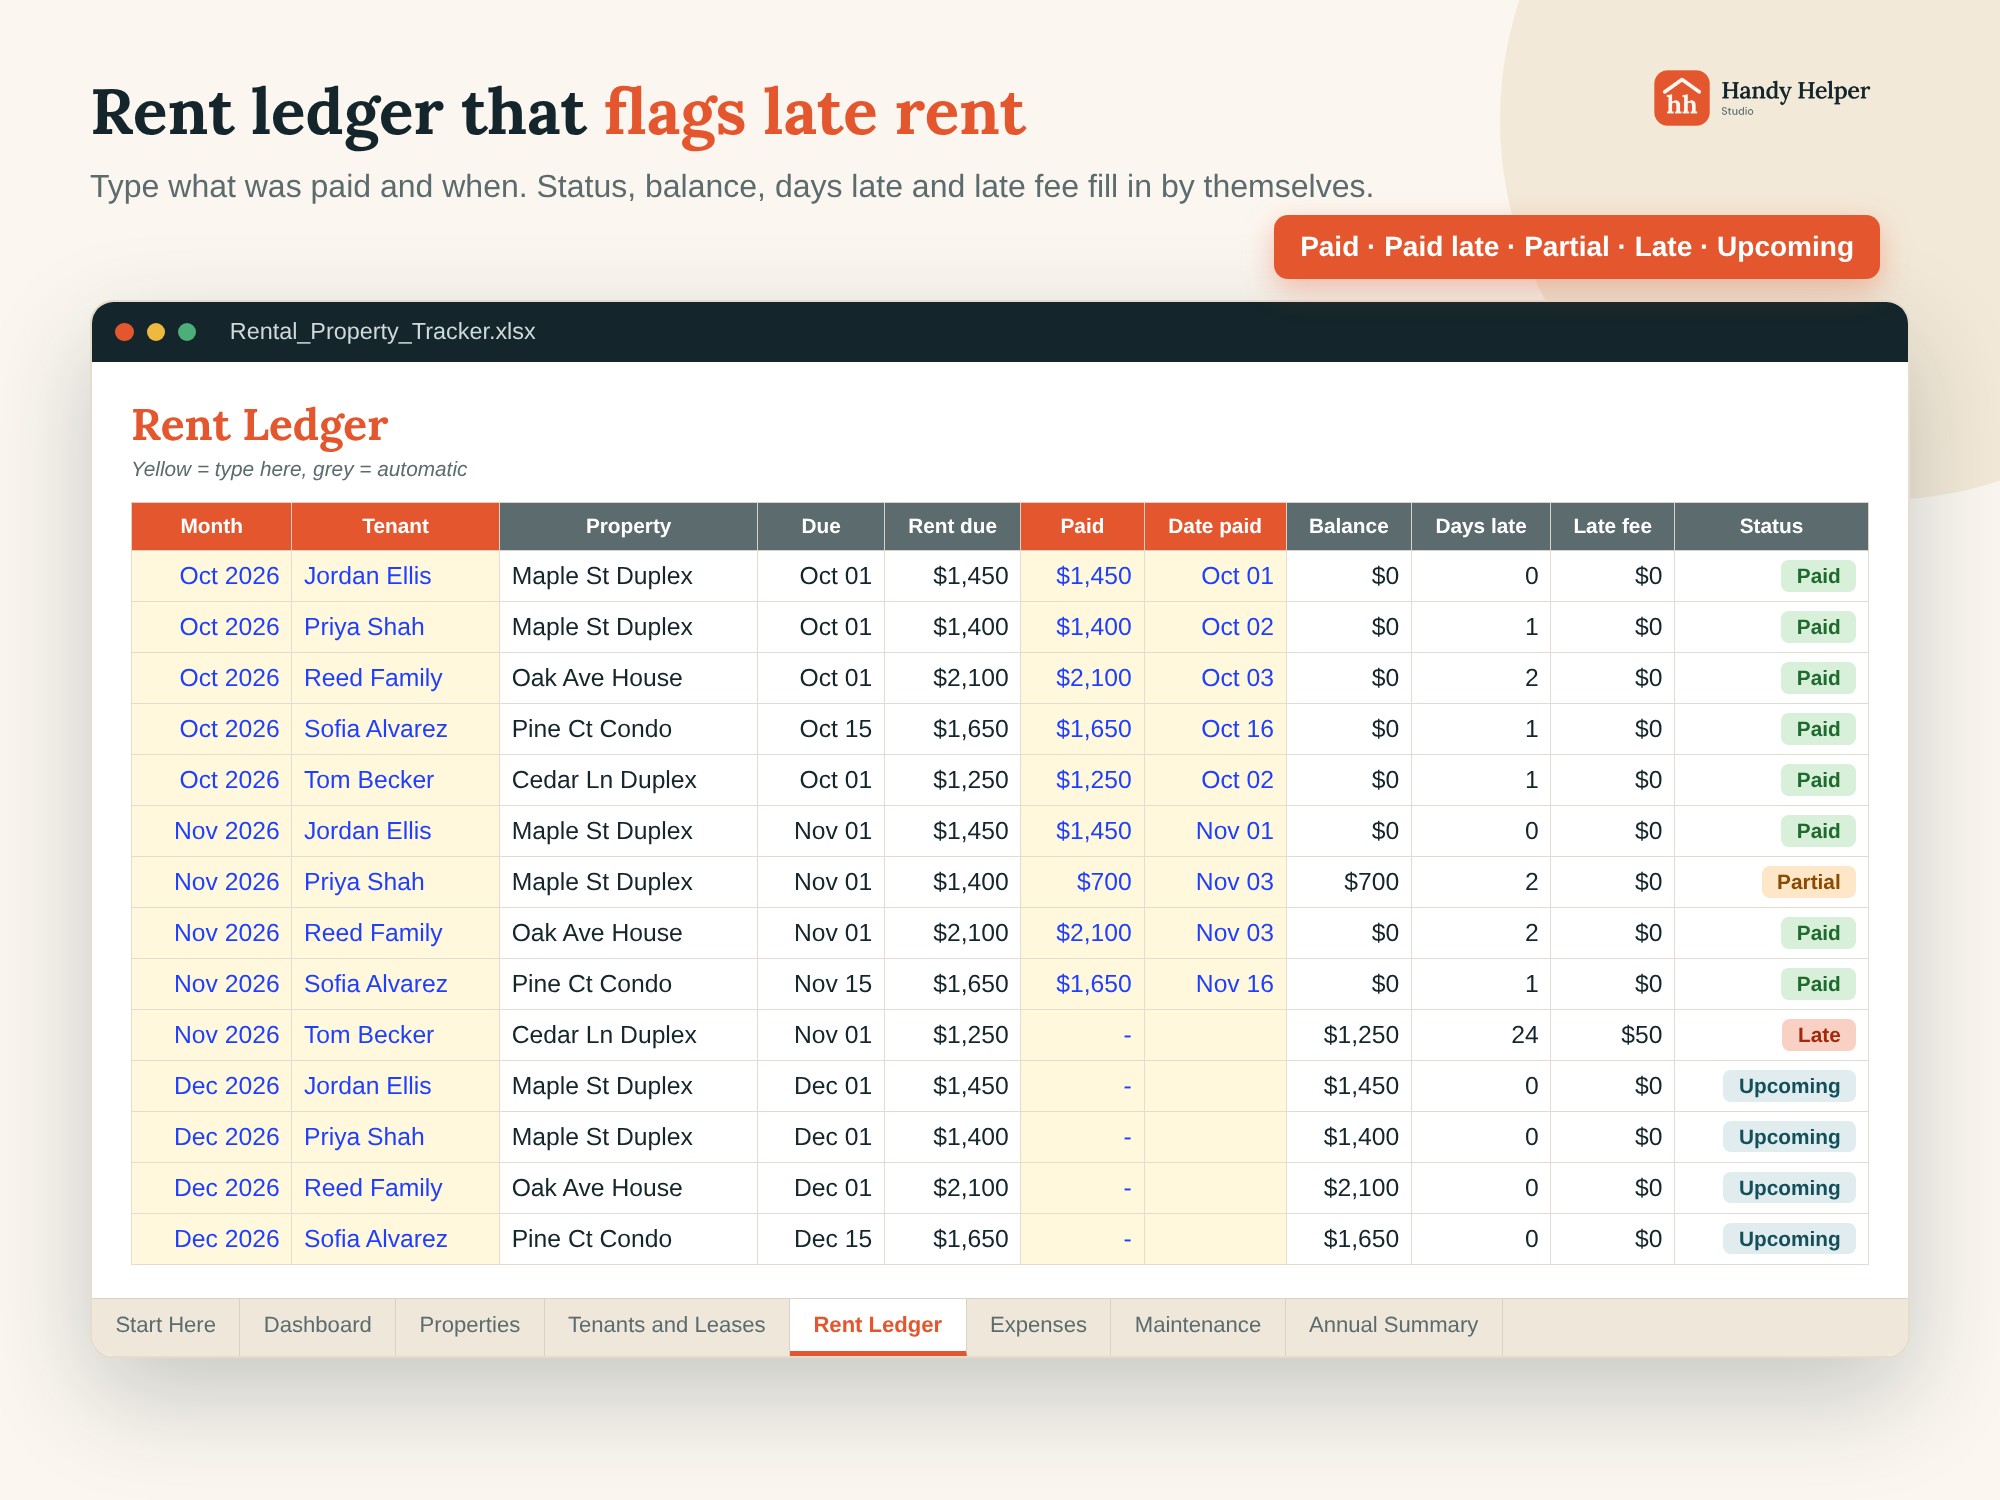 Rent ledger that flags late rent
hh
Handy Helper
Studio
Type what was paid and when. Status, balance, days late and late fee fill in by themselves.
Paid · Paid late · Partial · Late · Upcoming
Rental_Property_Tracker.xlsx
Rent Ledger
Yellow = type here, grey = automatic
Month Tenant Property Due Rent due Paid Date paid Balance Days late Late fee Status
Oct 2026 Jordan Ellis Maple St Duplex Oct 01 $1,450 $1,450 Oct 01 $0 0 $0 Paid
Oct 2026 Priya Shah Maple St Duplex Oct 01 $1,400 $1,400 Oct 02 $0 1 $0 Paid
Oct 2026 Reed Family Oak Ave House Oct 01 $2,100 $2,100 Oct 03 $0 2 $0 Paid
Oct 2026 Sofia Alvarez Pine Ct Condo Oct 15 $1,650 $1,650 Oct 16 $0 1 $0 Paid
Oct 2026 Tom Becker Cedar Ln Duplex Oct 01 $1,250 $1,250 Oct 02 $0 1 $0 Paid
Nov 2026 Jordan Ellis Maple St Duplex Nov 01 $1,450 $1,450 Nov 01 $0 0 $0 Paid
Nov 2026 Priya Shah Maple St Duplex Nov 01 $1,400 $700 Nov 03 $700 2 $0 Partial
Nov 2026 Reed Family Oak Ave House Nov 01 $2,100 $2,100 Nov 03 $0 2 $0 Paid
Nov 2026 Sofia Alvarez Pine Ct Condo Nov 15 $1,650 $1,650 Nov 16 $0 1 $0 Paid
Nov 2026 Tom Becker Cedar Ln Duplex Nov 01 $1,250 - $1,250 24 $50 Late
Dec 2026 Jordan Ellis Maple St Duplex Dec 01 $1,450 - $1,450 0 $0 Upcoming
Dec 2026 Priya Shah Maple St Duplex Dec 01 $1,400 - $1,400 0 $0 Upcoming
Dec 2026 Reed Family Oak Ave House Dec 01 $2,100 - $2,100 0 $0 Upcoming
Dec 2026 Sofia Alvarez Pine Ct Condo Dec 15 $1,650 - $1,650 0 $0 Upcoming
Start Here Dashboard Properties Tenants and Leases Rent Ledger Expenses Maintenance Annual Summary